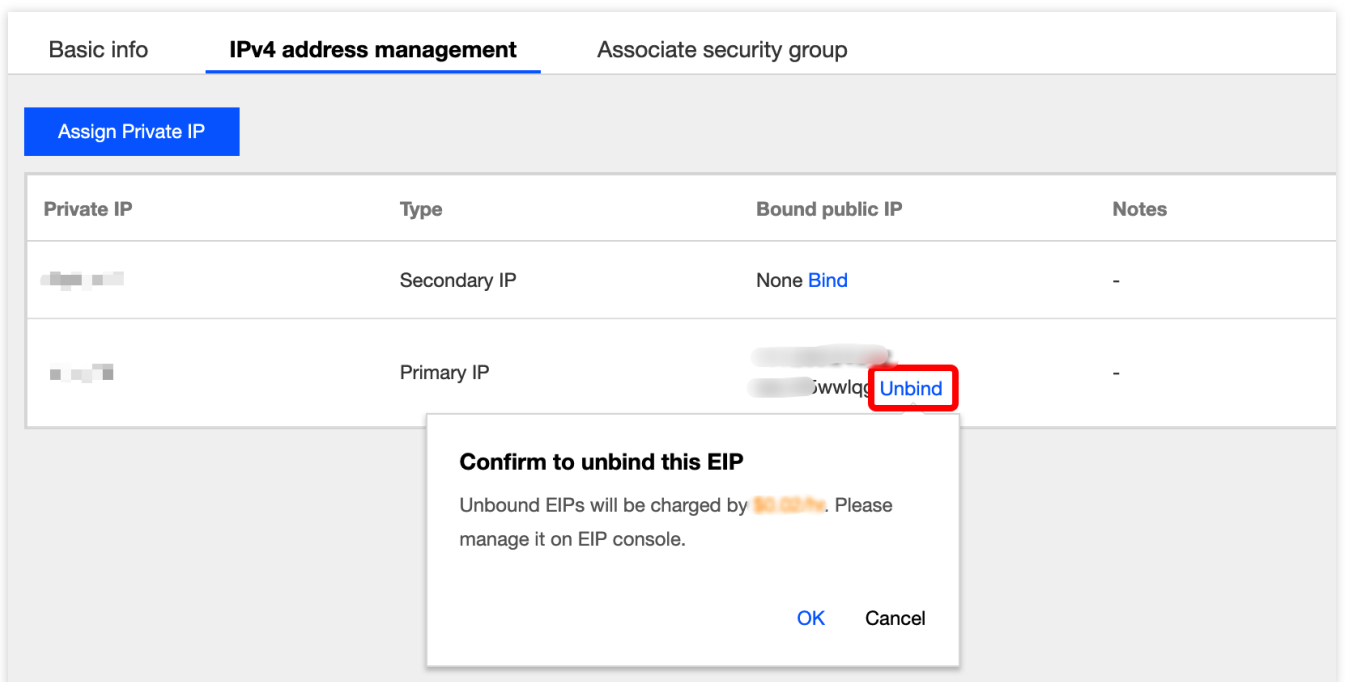 Basic info IPv4 address management Associate security group
Assign Private IP
Private IP Type Bound public IP Notes
Secondary IP None Bind -
Primary IP -
Unbind
Confirm to unbind this EIP
Unbound EIPs will be charged by . Please
manage it on EIP console.
OK Cancel